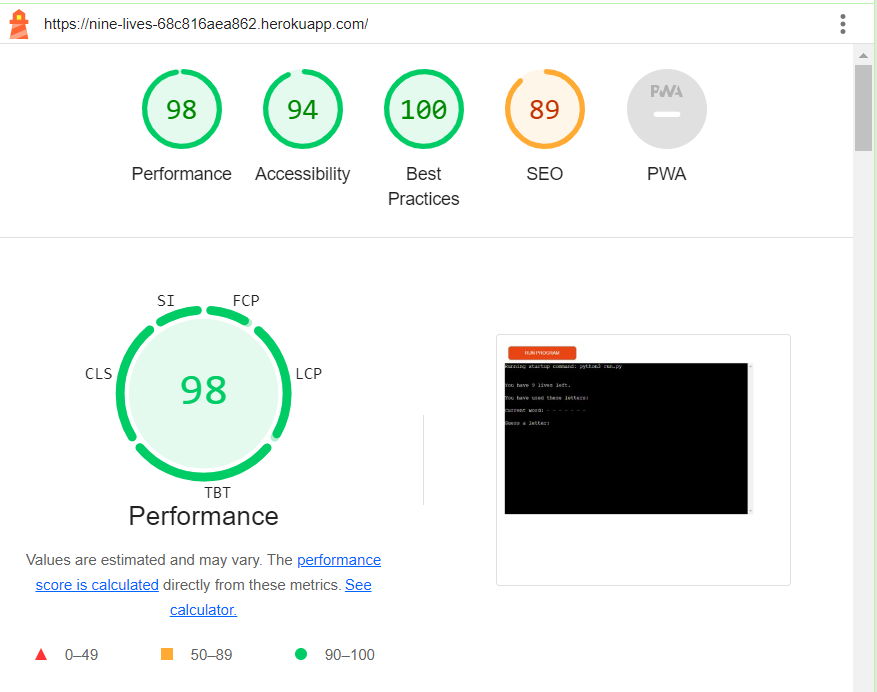 https://nine-lives-68c816aea862.herokuapp.com/
98
94
100
89
PWA
Performance
Accessibility
Best
Practices
SEO
PWA
SI
FCP
CLS
LCP
98
TBT
Performance
Values are estimated and may vary. The performance
score is calculated directly from these metrics. See
calculator.
0–49
50–89
90–100
RUN PROGRAM
Running startup command: python3 run.py
You have 9 lives left.
You have used these letters:
Current word: - - - - - - -
Guess a letter: